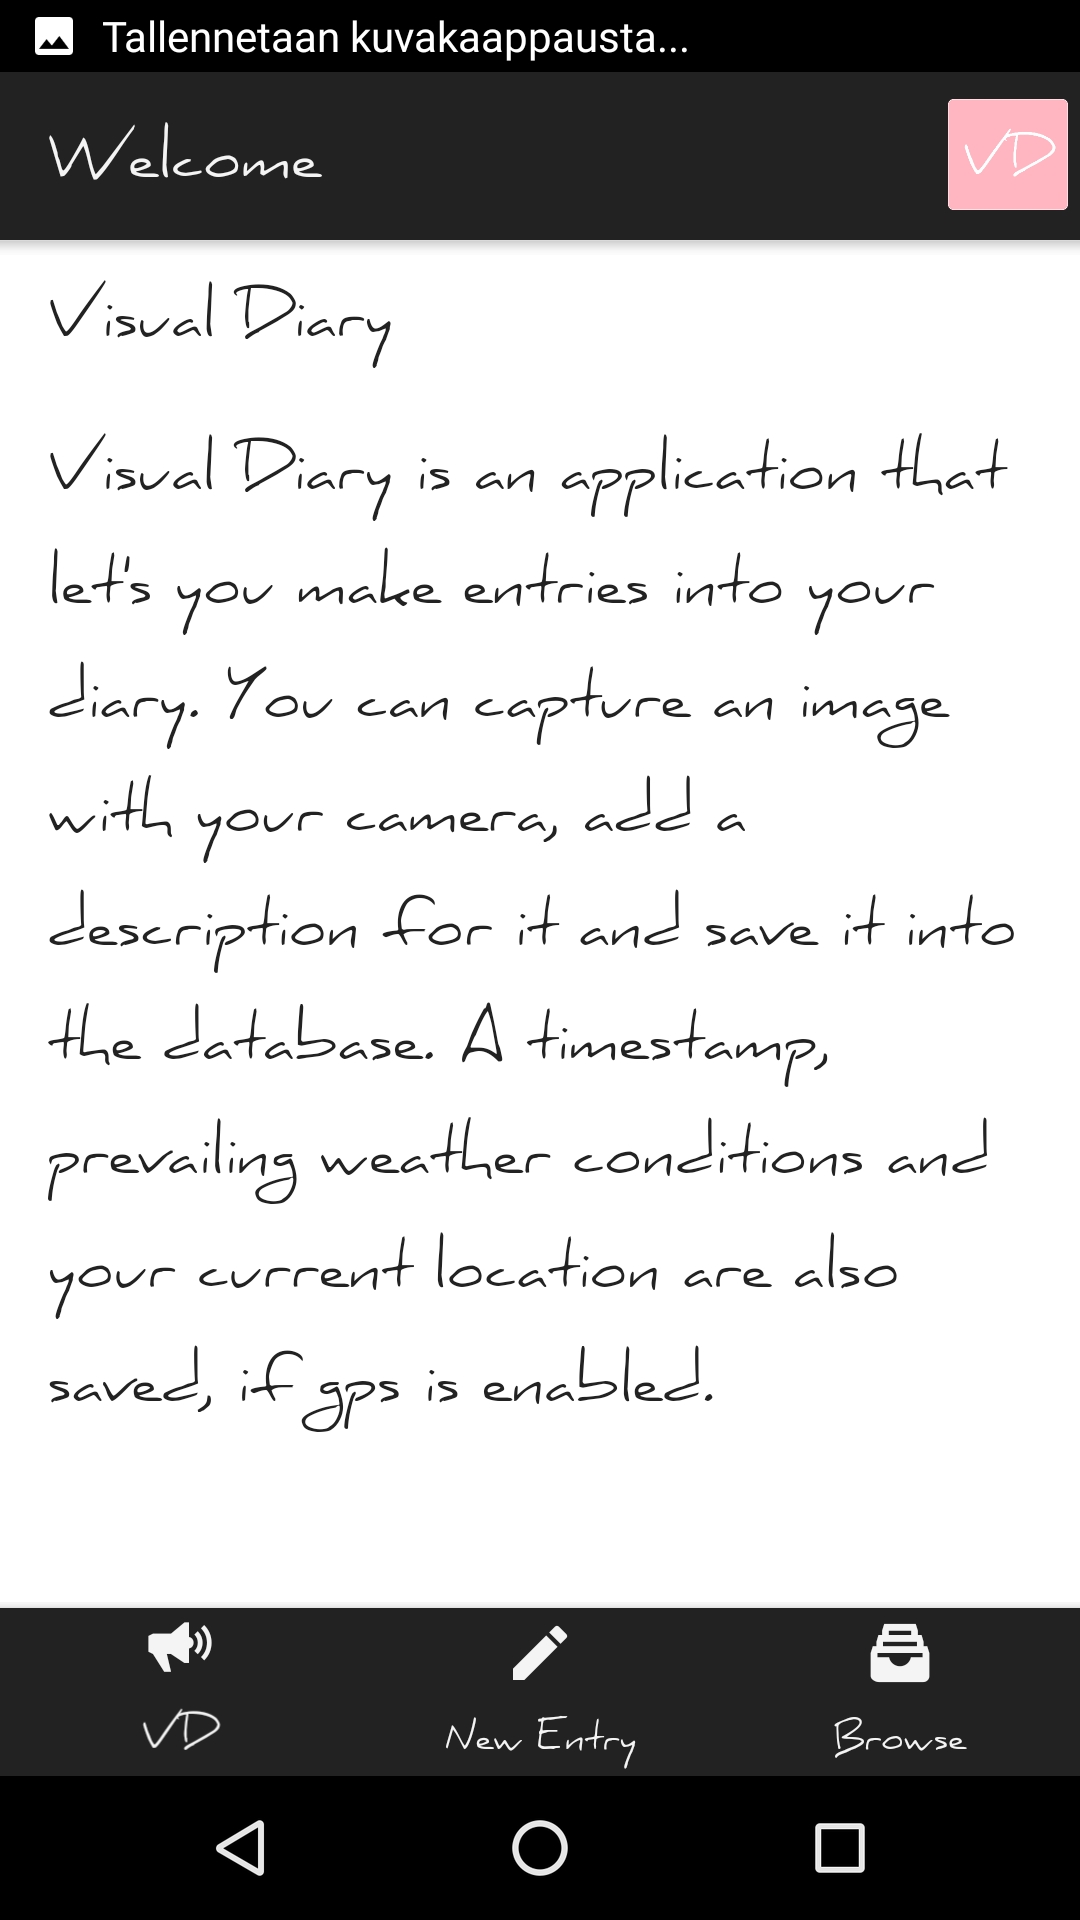 Tallennetaan kuvakaappausta...
Welcome
VD
Visual Diary
Visual Diary is an application that
let's you make entries into your
diary. You can capture an image
with your camera, add a
description for it and save it into
the database. A timestamp,
prevailing weather conditions and
your current location are also
saved, if gps is enabled.
VD
New Entry
Browse